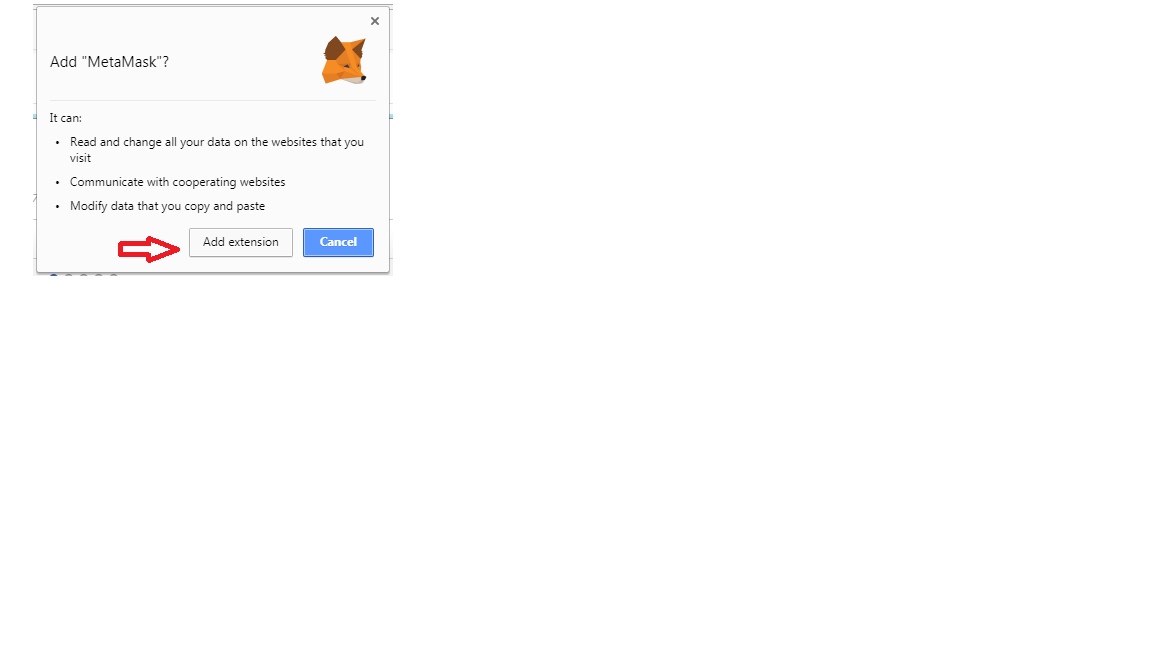 Add "MetaMask"?
It can:
• Read and change all your data on the websites that you
visit
• Communicate with cooperating websites
• Modify data that you copy and paste
Add extension Cancel